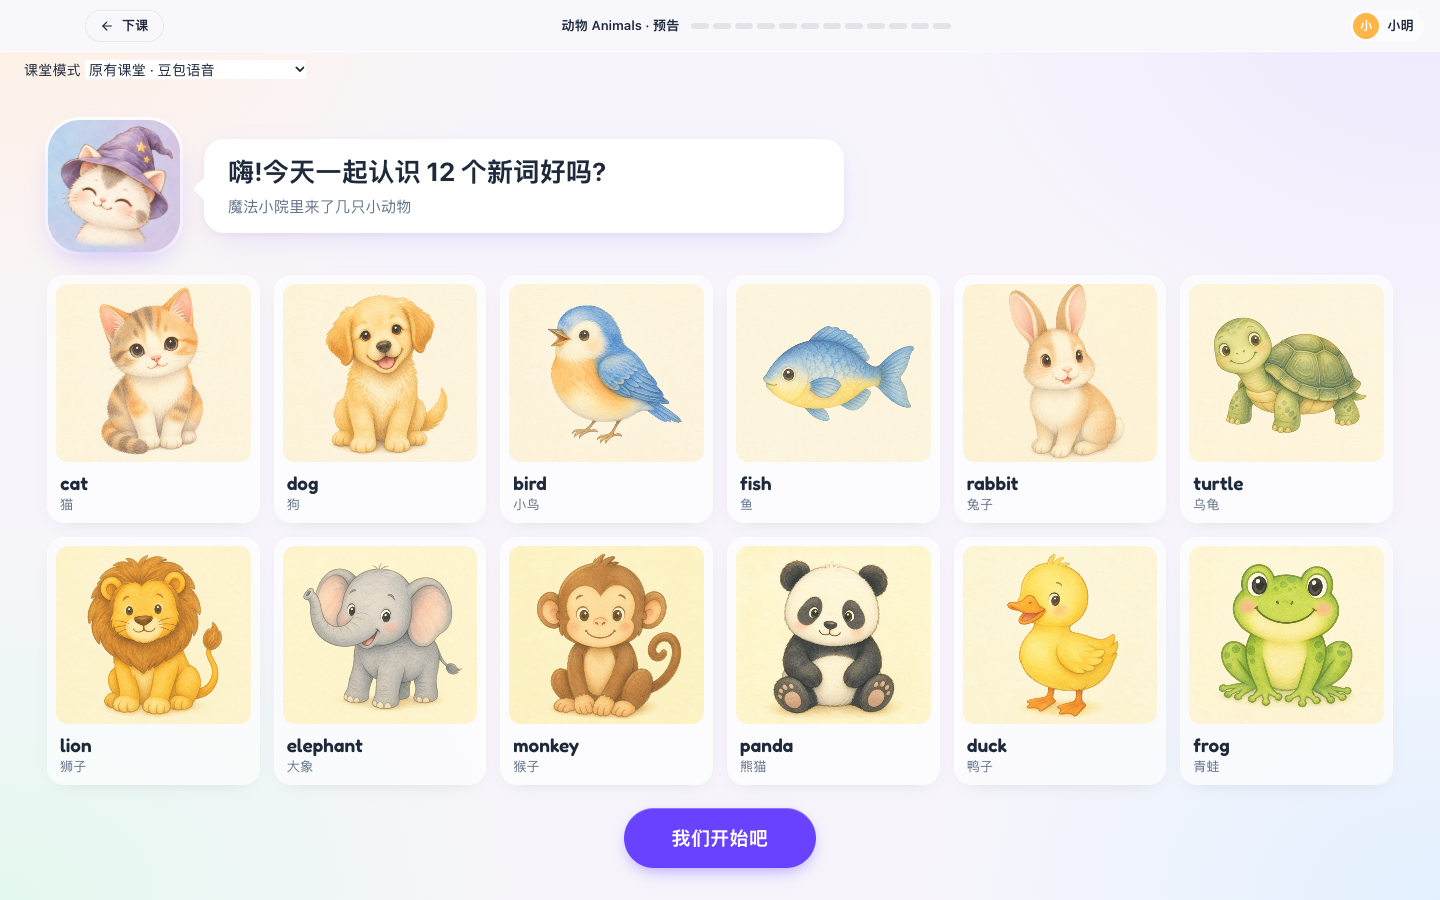 下课
动物 Animals · 预告
小
小明
课堂模式 原有课堂 · 豆包语音
嗨!今天一起认识 12 个新词好吗?
魔法小院里来了几只小动物
cat
猫
dog
狗
bird
小鸟
fish
鱼
rabbit
兔子
turtle
乌龟
lion
狮子
elephant
大象
monkey
猴子
panda
熊猫
duck
鸭子
frog
青蛙
我们开始吧